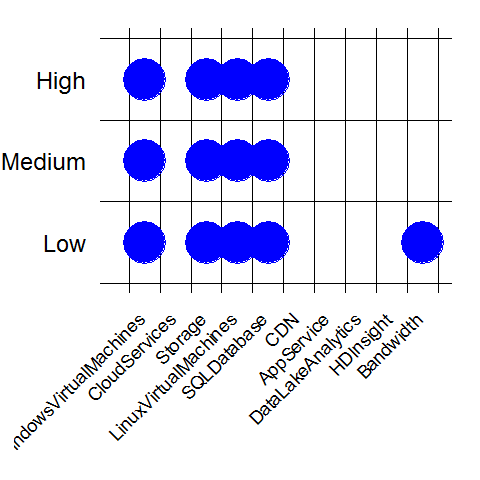 High
Medium
Low
ndowsVirtualMachines
CloudServices
Storage
LinuxVirtualMachines
SQLDatabase
CDN
AppService
DataLakeAnalytics
HDInsight
Bandwidth